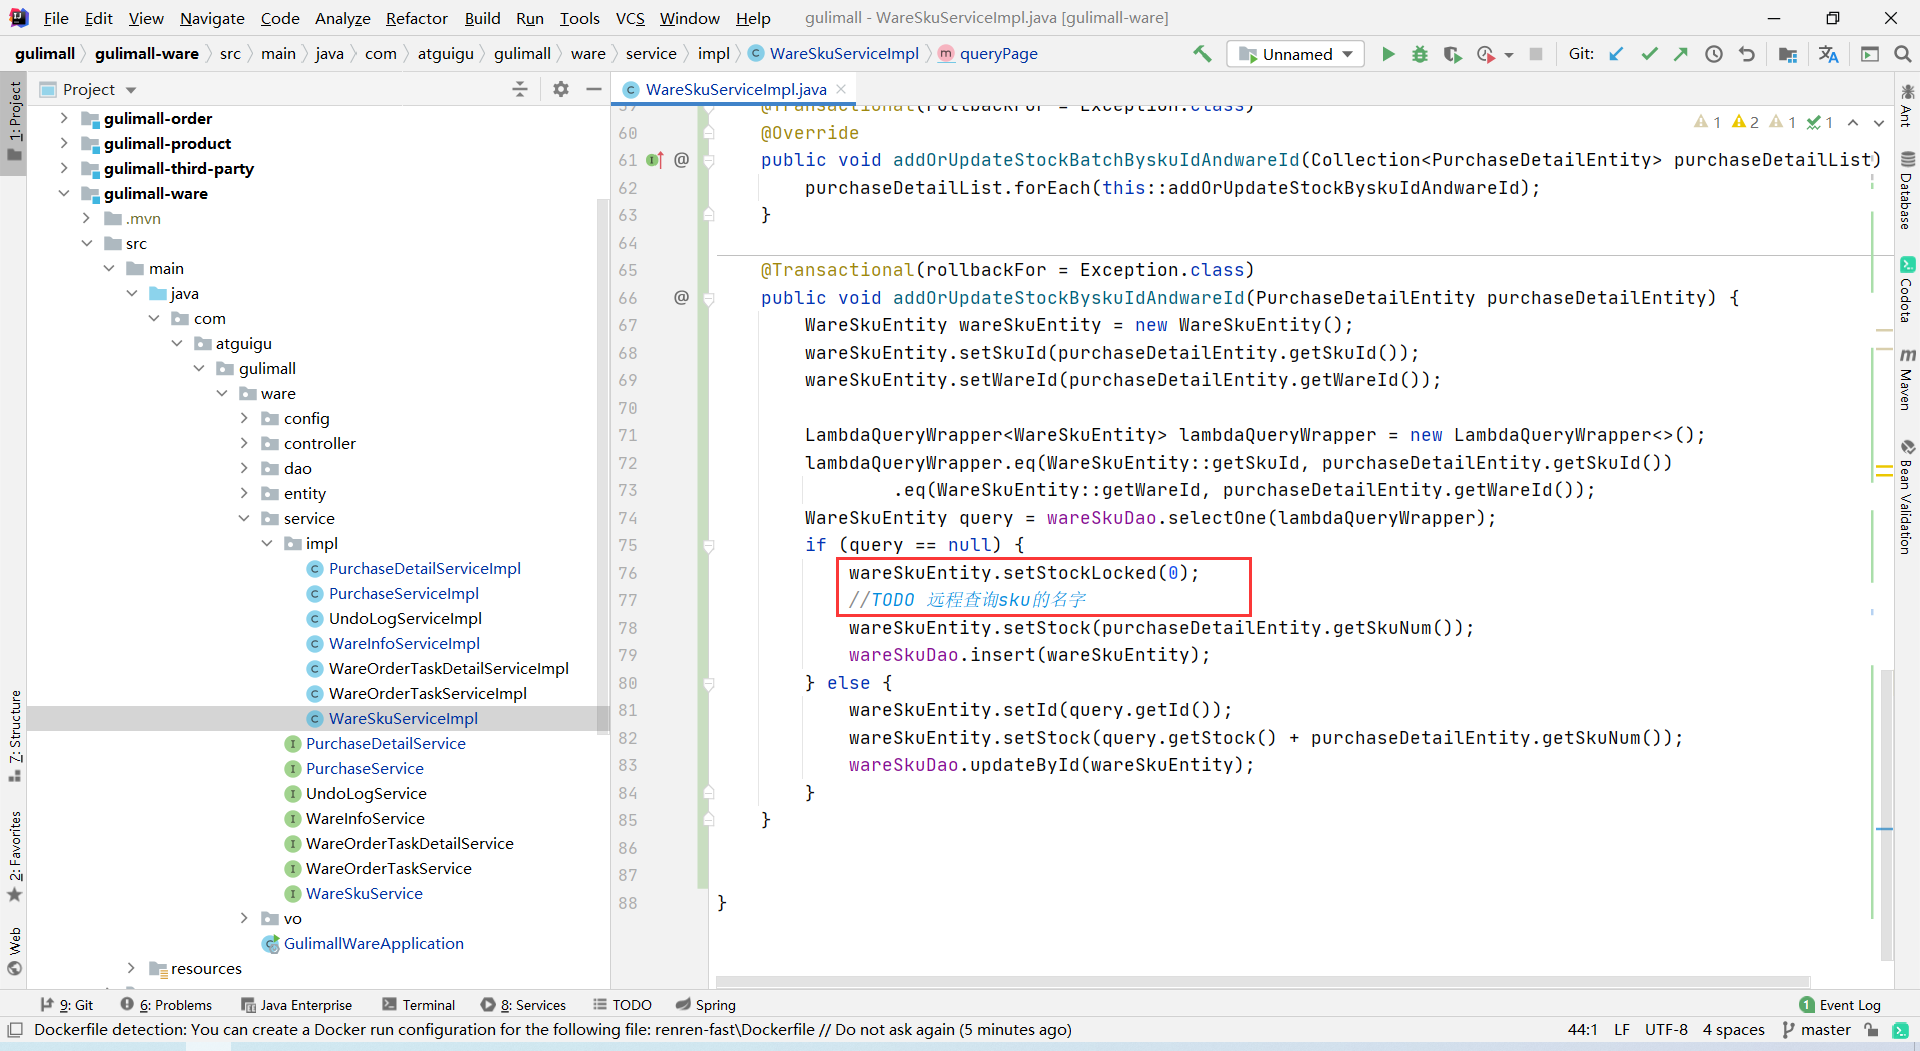 File Edit View Navigate Code Analyze Refactor Build Run Tools VCS Window Help gulimall - WareSkuServiceImpl.java [gulimall-ware]
gulimall gulimall-ware src main java com atguigu gulimall ware service impl WareSkuServiceImpl queryPage Unnamed Git:
1: Project
7: Structure
2: Favorites
Web
Project
gulimall-order
gulimall-product
gulimall-third-party
gulimall-ware
.mvn
src
main
java
com
atguigu
gulimall
ware
config
controller
dao
entity
service
impl
PurchaseDetailServiceImpl
PurchaseServiceImpl
UndoLogServiceImpl
WareInfoServiceImpl
WareOrderTaskDetailServiceImpl
WareOrderTaskServiceImpl
WareSkuServiceImpl
PurchaseDetailService
PurchaseService
UndoLogService
WareInfoService
WareOrderTaskDetailService
WareOrderTaskService
WareSkuService
vo
GulimallWareApplication
resources
WareSkuServiceImpl.java
1 2 1 1
59 @Transactional(rollbackFor = Exception.class)
60 @Override
61 @ public void addOrUpdateStockBatchByskuIdAndwareId(Collection<PurchaseDetailEntity> purchaseDetailList)
62 purchaseDetailList.forEach(this::addOrUpdateStockByskuIdAndwareId);
63 }
64
65 @Transactional(rollbackFor = Exception.class)
66 @ public void addOrUpdateStockByskuIdAndwareId(PurchaseDetailEntity purchaseDetailEntity) {
67 WareSkuEntity wareSkuEntity = new WareSkuEntity();
68 wareSkuEntity.setSkuId(purchaseDetailEntity.getSkuId());
69 wareSkuEntity.setWareId(purchaseDetailEntity.getWareId());
70
71 LambdaQueryWrapper<WareSkuEntity> lambdaQueryWrapper = new LambdaQueryWrapper<>();
72 lambdaQueryWrapper.eq(WareSkuEntity::getSkuId, purchaseDetailEntity.getSkuId())
73 .eq(WareSkuEntity::getWareId, purchaseDetailEntity.getWareId());
74 WareSkuEntity query = wareSkuDao.selectOne(lambdaQueryWrapper);
75 if (query == null) {
76 wareSkuEntity.setStockLocked(0);
77 //TODO 远程查询sku的名字
78 wareSkuEntity.setStock(purchaseDetailEntity.getSkuNum());
79 wareSkuDao.insert(wareSkuEntity);
80 } else {
81 wareSkuEntity.setId(query.getId());
82 wareSkuEntity.setStock(query.getStock() + purchaseDetailEntity.getSkuNum());
83 wareSkuDao.updateById(wareSkuEntity);
84 }
85 }
86
87
88 }
Ant
Database
Codota
Maven
Bean Validation
9: Git 6: Problems Java Enterprise Terminal 8: Services TODO Spring 1 Event Log
Dockerfile detection: You can create a Docker run configuration for the following file: renren-fast\Dockerfile // Do not ask again (5 minutes ago) 44:1 LF UTF-8 4 spaces master